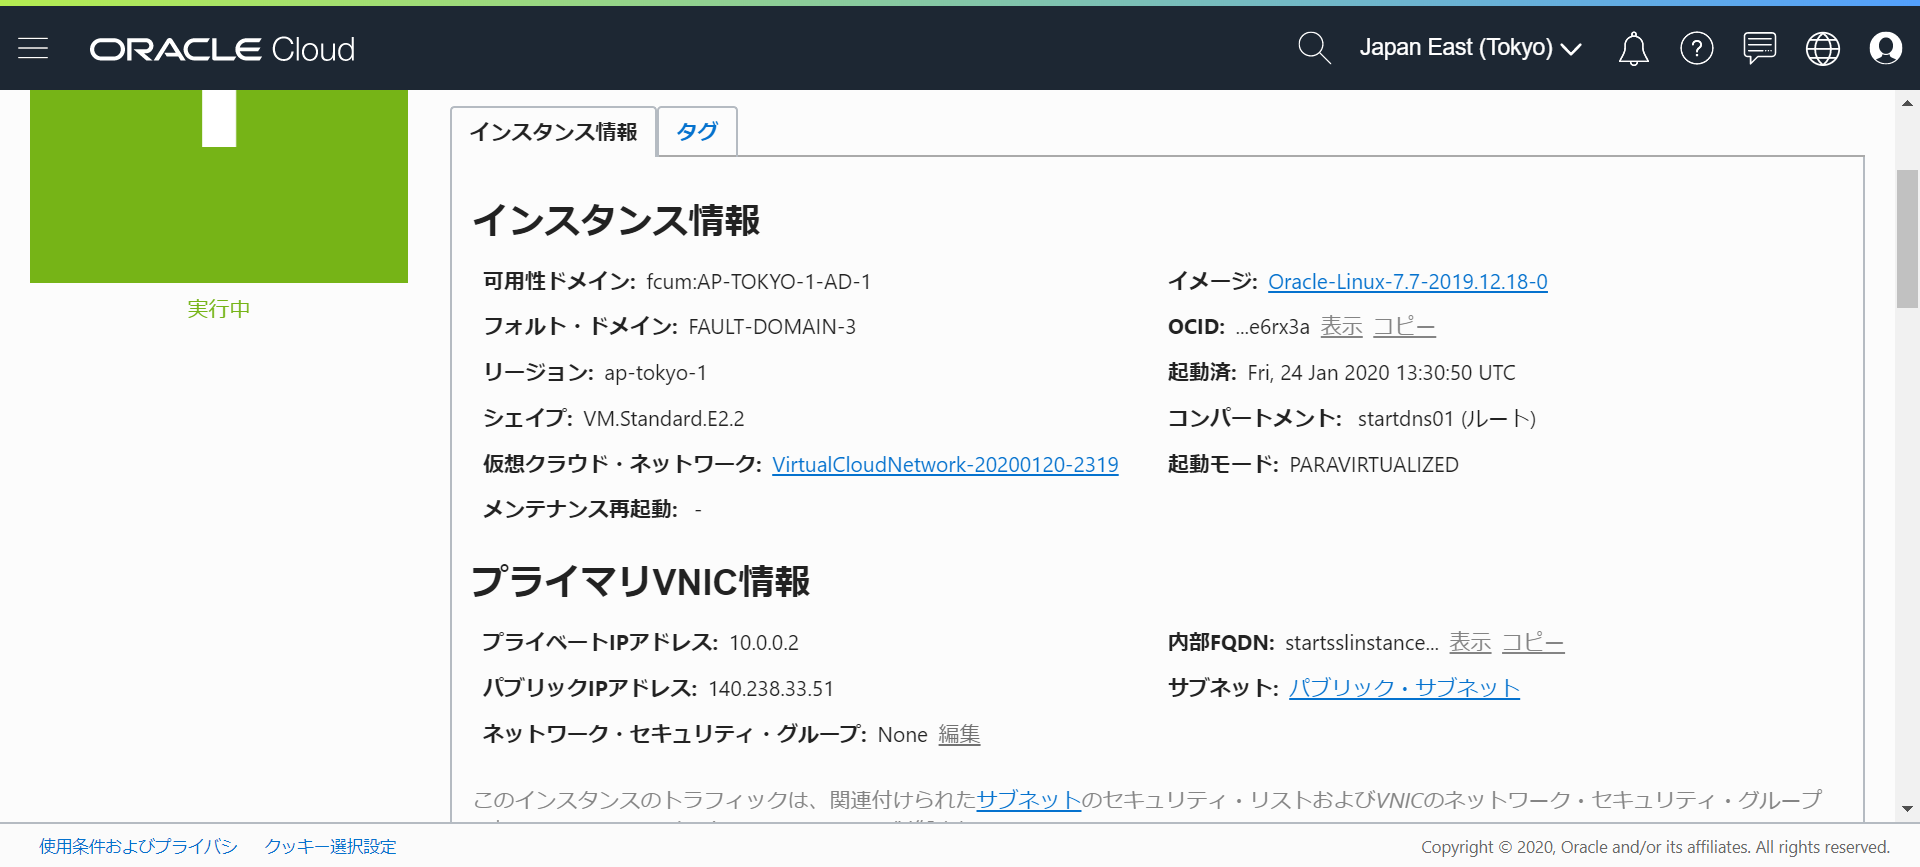 ORACLE Cloud
Japan East (Tokyo)
インスタンス情報
タグ
実行中
インスタンス情報
可用性ドメイン: fcum:AP-TOKYO-1-AD-1
フォルト・ドメイン: FAULT-DOMAIN-3
リージョン: ap-tokyo-1
シェイプ: VM.Standard.E2.2
仮想クラウド・ネットワーク: VirtualCloudNetwork-20200120-2319
メンテナンス再起動: -
イメージ: Oracle-Linux-7.7-2019.12.18-0
OCID: ...e6rx3a 表示 コピー
起動済: Fri, 24 Jan 2020 13:30:50 UTC
コンパートメント: startdns01 (ルート)
起動モード: PARAVIRTUALIZED
プライマリVNIC情報
プライベートIPアドレス: 10.0.0.2
パブリックIPアドレス: 140.238.33.51
ネットワーク・セキュリティ・グループ: None 編集
内部FQDN: startsslinstance... 表示 コピー
サブネット: パブリック・サブネット
このインスタンスのトラフィックは、関連付けられたサブネットのセキュリティ・リストおよびVNICのネットワーク・セキュリティ・グループ
使用条件およびプライバシ
クッキー選択設定
Copyright © 2020, Oracle and/or its affiliates. All rights reserved.